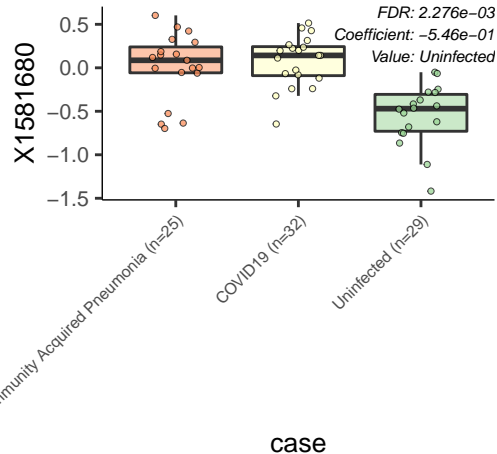 FDR: 2.276e−03
Coefficient: −5.46e−01
Value: Uninfected
X1581680
0.5
0.0
−0.5
−1.0
−1.5
Acquired Pneumonia (n=25)
COVID19 (n=32)
Uninfected (n=29)
case